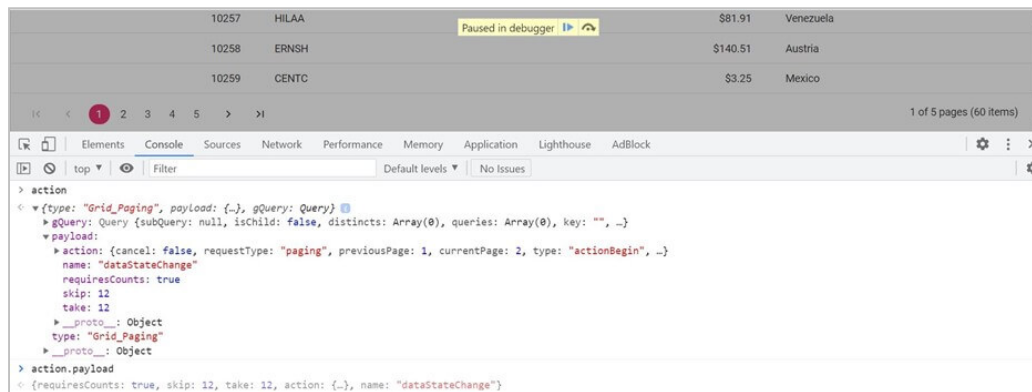 10257 HILAA $81.91 Venezuela
Paused in debugger
10258 ERNSH $140.51 Austria
10259 CENTC $3.25 Mexico
1 2 3 4 5 1 of 5 pages (60 items)
Elements Console Sources Network Performance Memory Application Lighthouse AdBlock
top ▼ Filter Default levels ▼ No Issues
> action
< ▼{type: "Grid_Paging", payload: {…}, gQuery: Query} i
▶gQuery: Query {subQuery: null, isChild: false, distincts: Array(0), queries: Array(0), key: "", …}
▼payload:
▶action: {cancel: false, requestType: "paging", previousPage: 1, currentPage: 2, type: "actionBegin", …}
name: "dataStateChange"
requiresCounts: true
skip: 12
take: 12
▶__proto__: Object
type: "Grid_Paging"
▶__proto__: Object
> action.payload
< {requiresCounts: true, skip: 12, take: 12, action: {…}, name: "dataStateChange"}